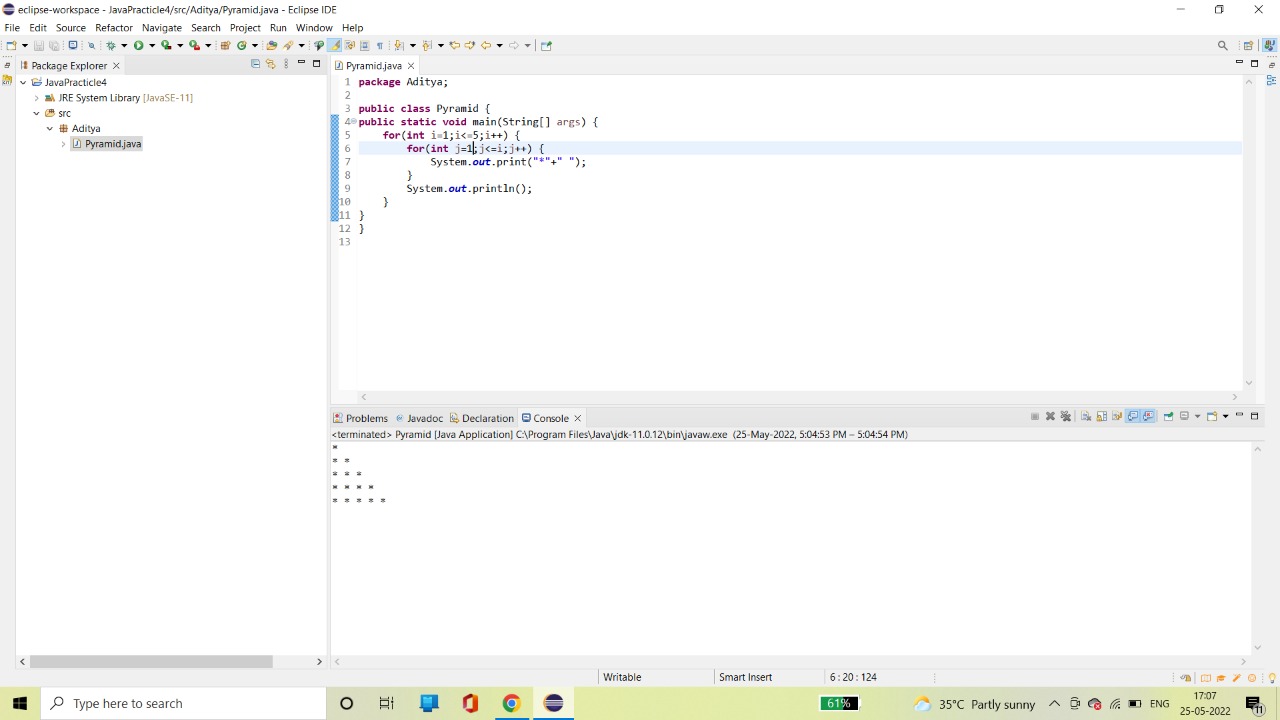 eclipse-workspace - JavaPracticle4/src/Aditya/Pyramid.java - Eclipse IDE
File Edit Source Refactor Navigate Search Project Run Window Help
Package Explorer
JavaPracticle4
JRE System Library [JavaSE-11]
src
Aditya
Pyramid.java
Pyramid.java
1 package Aditya;
2
3 public class Pyramid {
4 public static void main(String[] args) {
5     for(int i=1;i<=5;i++) {
6         for(int j=1;j<=i;j++) {
7             System.out.print("*"+" ");
8         }
9         System.out.println();
10     }
11 }
12 }
13
Problems Javadoc Declaration Console
<terminated> Pyramid [Java Application] C:\Program Files\Java\jdk-11.0.12\bin\javaw.exe (25-May-2022, 5:04:53 PM – 5:04:54 PM)
*
* *
* * *
* * * *
* * * * *
Writable Smart Insert 6 : 20 : 124
Type here to search
61%
35°C Partly sunny
ENG
17:07
25-05-2022
11